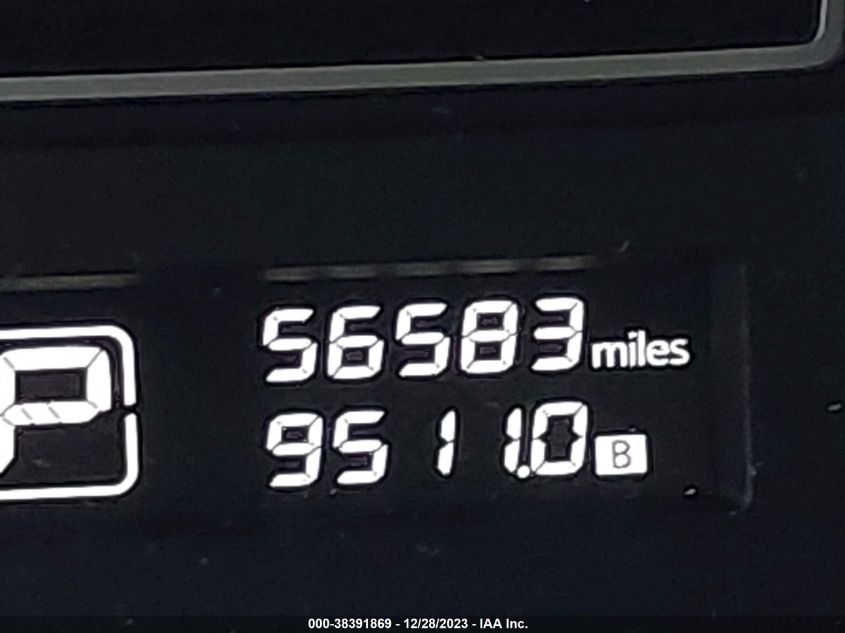 56583 miles
P
9511.0 B
000-38391869 - 12/28/2023 - IAA Inc.